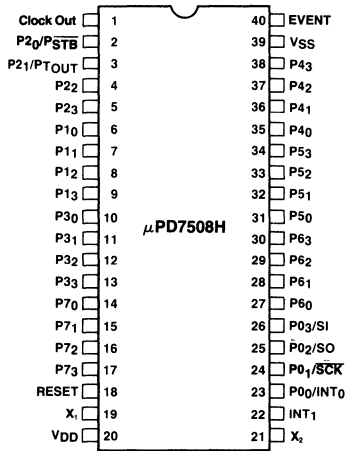 Clock Out 1 40 EVENT
P2₀/P̅S̅T̅B̅ 2 39 VSS
P2₁/PTOUT 3 38 P4₃
P2₂ 4 37 P4₂
P2₃ 5 36 P4₁
P1₀ 6 35 P4₀
P1₁ 7 34 P5₃
P1₂ 8 33 P5₂
P1₃ 9 32 P5₁
P3₀ 10 31 P5₀
μPD7508H
P3₁ 11 30 P6₃
P3₂ 12 29 P6₂
P3₃ 13 28 P6₁
P7₀ 14 27 P6₀
P7₁ 15 26 P0₃/SI
P7₂ 16 25 P0₂/SO
P7₃ 17 24 P0₁/S̅C̅K̅
RESET 18 23 P0₀/INT₀
X₁ 19 22 INT₁
VDD 20 21 X₂